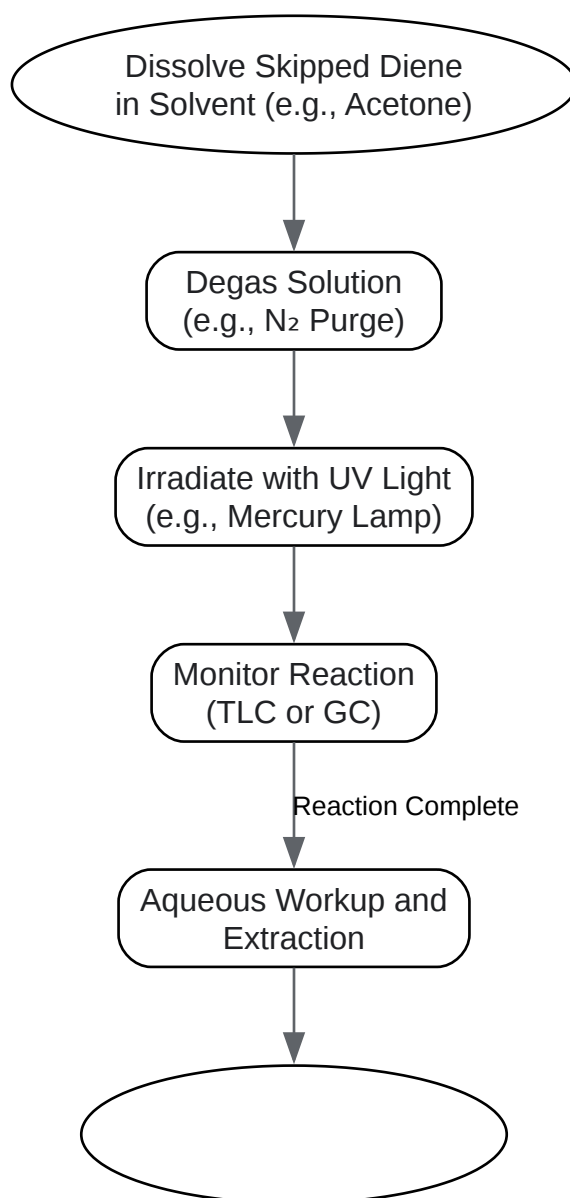 Dissolve Skipped Diene
in Solvent (e.g., Acetone)
Degas Solution
(e.g., N₂ Purge)
Irradiate with UV Light
(e.g., Mercury Lamp)
Monitor Reaction
(TLC or GC)
Reaction Complete
Aqueous Workup and
Extraction